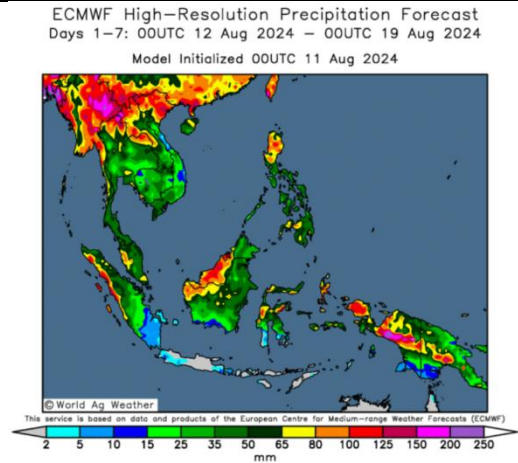 ECMWF High-Resolution Precipitation Forecast
Days 1-7: 00UTC 12 Aug 2024 - 00UTC 19 Aug 2024
Model Initialized 00UTC 11 Aug 2024
© World Ag Weather
This service is based on data and products of the European Centre for Medium-range Weather Forecasts (ECMWF)
2 5 10 15 25 35 50 65 80 100 125 150 200 250
mm